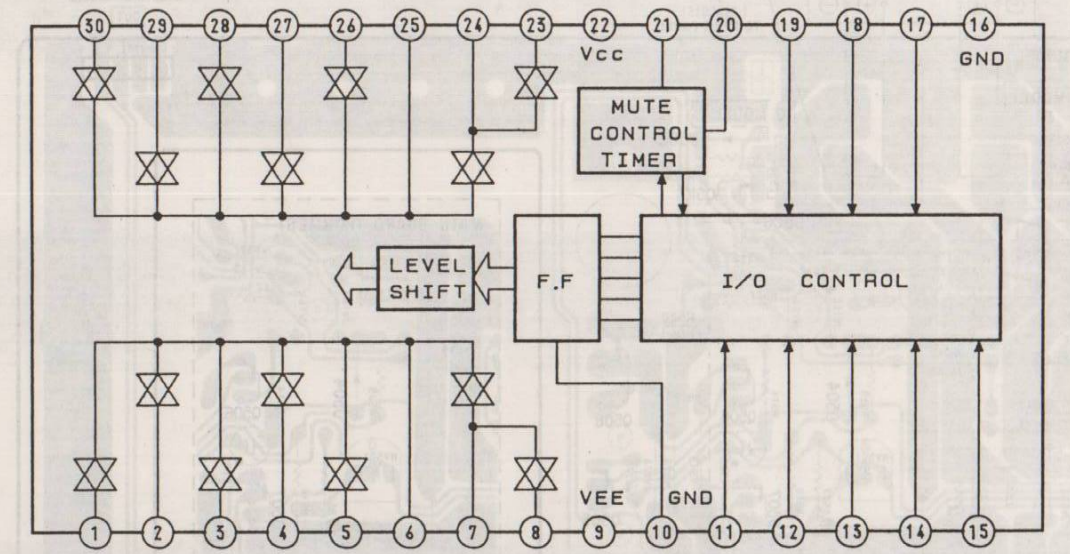 30 29 28 27 26 25 24 23 22 21 20 19 18 17 16
Vcc
GND
MUTE
CONTROL
TIMER
LEVEL
SHIFT
F.F
I/O CONTROL
VEE GND
1 2 3 4 5 6 7 8 9 10 11 12 13 14 15